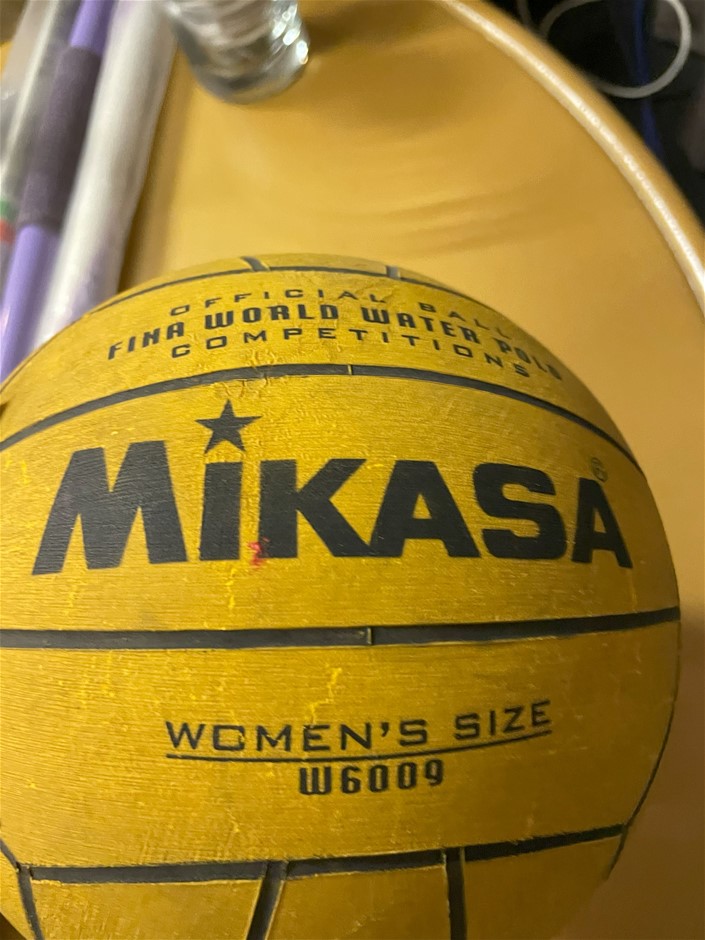 OFFICIAL BALL
FINA WORLD WATER POLO
COMPETITIONS
MIKASA®
WOMEN'S SIZE
W6009